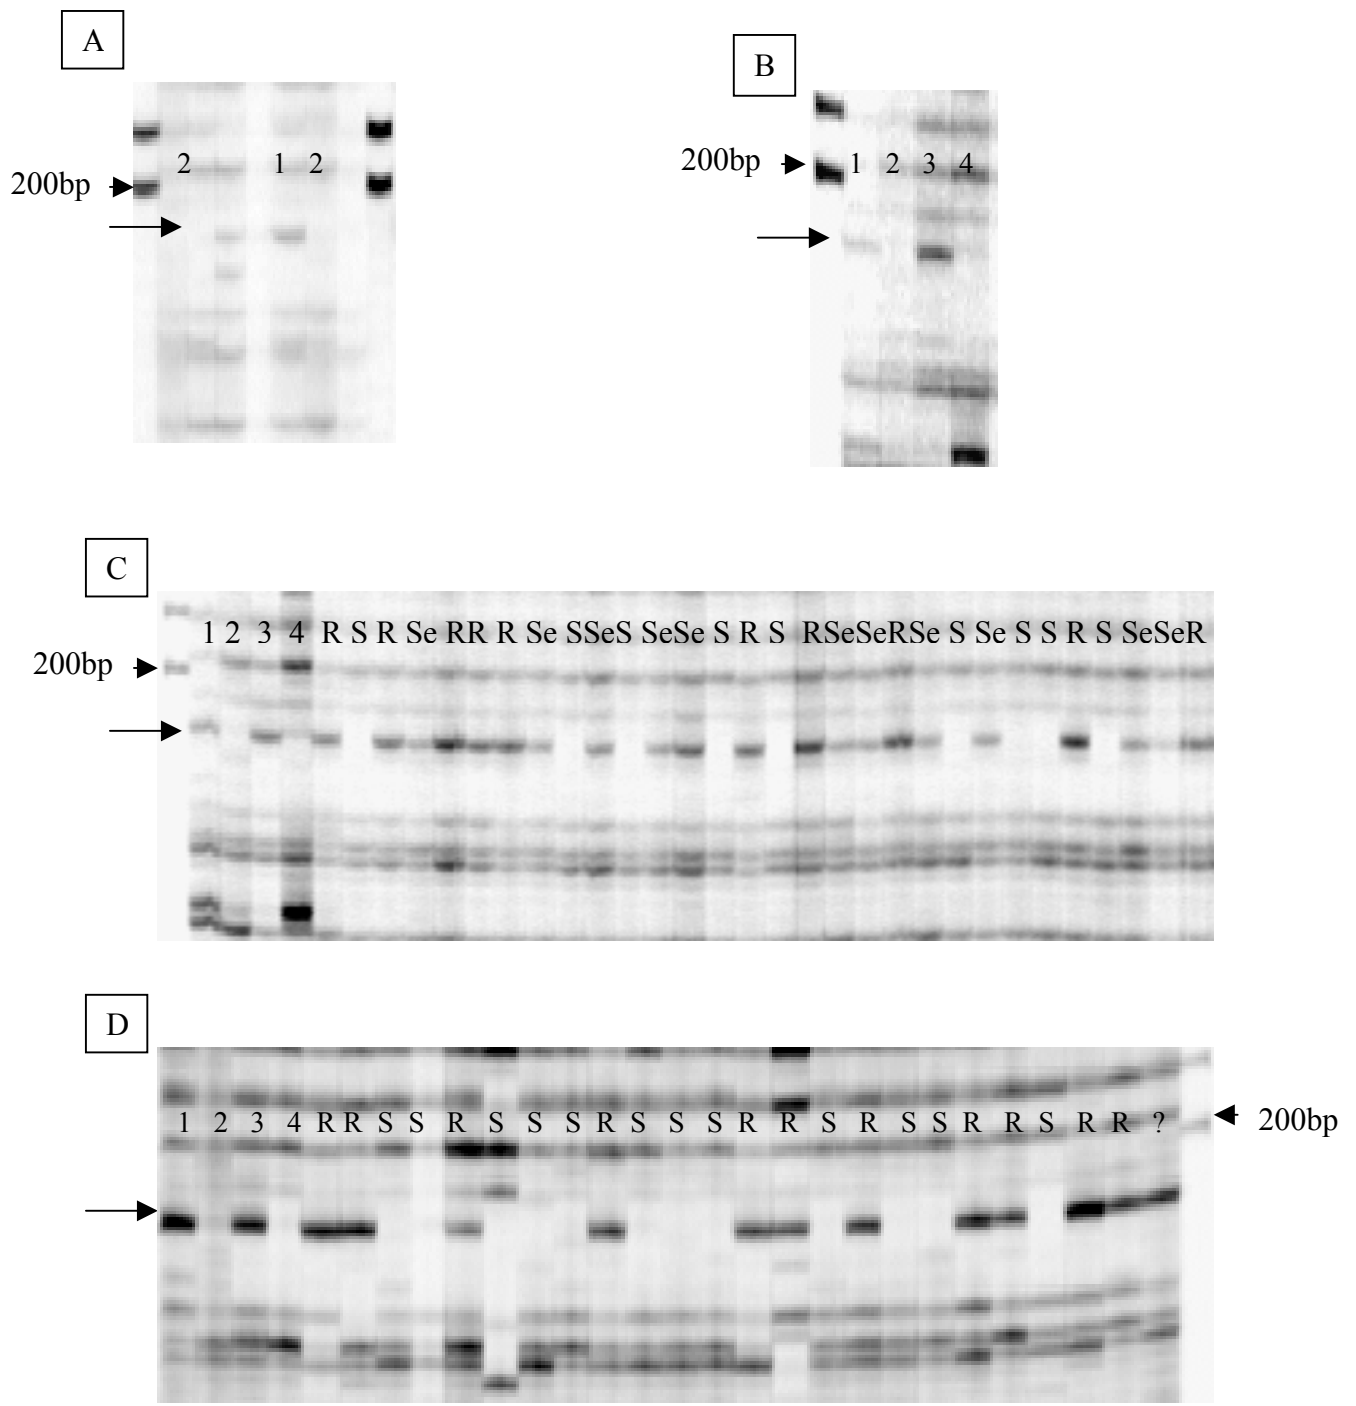 A
2 1 2
200bp
B
200bp
1 2 3 4
C
1 2 3 4 R S R Se RR R Se SSeS SeSe S R S RSeSeRSe S Se S S R S SeSeR
200bp
D
1 2 3 4 RR S S R S S S R S S S R R S R S S R R S R R ?
200bp